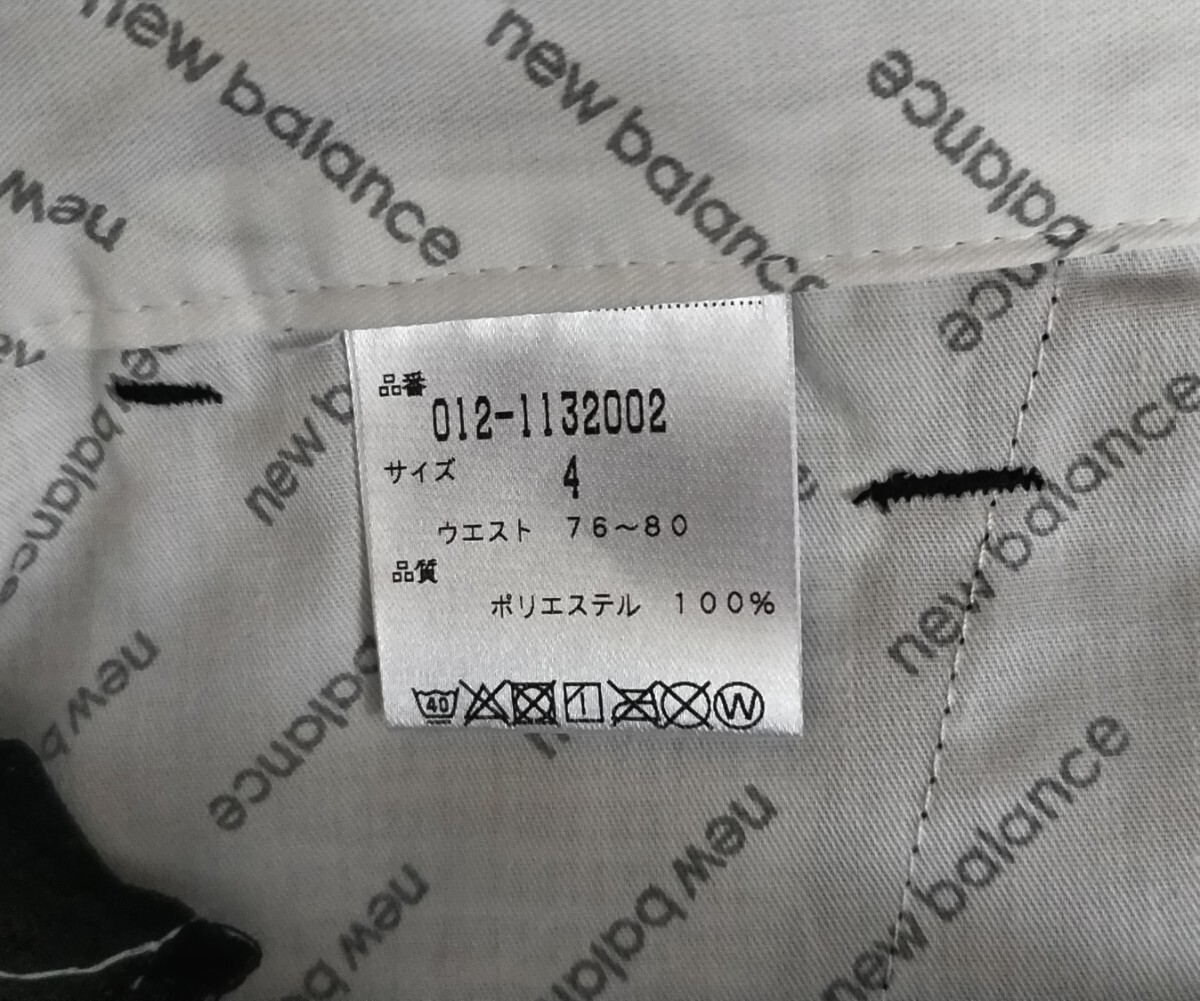 new balance
new balance
balance
new
new balance
new b
new balance
品番
012-1132002
サイズ 4
ウエスト 76～80
品質
ポリエステル 100%
40
W
balance
new b
balance
new balance
new balance
new b